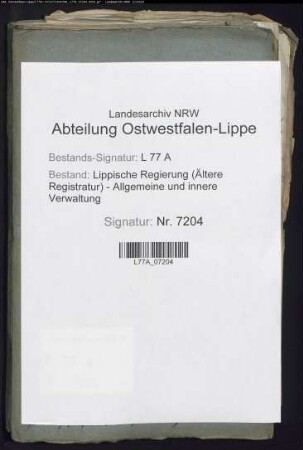 Landesarchiv NRW
Abteilung Ostwestfalen-Lippe
Bestands-Signatur: L 77 A
Bestand: Lippische Regierung (Ältere
Registratur) - Allgemeine und innere
Verwaltung
Signatur: Nr. 7204
L77A_07204